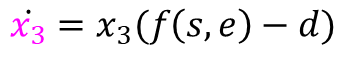 ẋ₃ = x₃(f(s, e) − d)